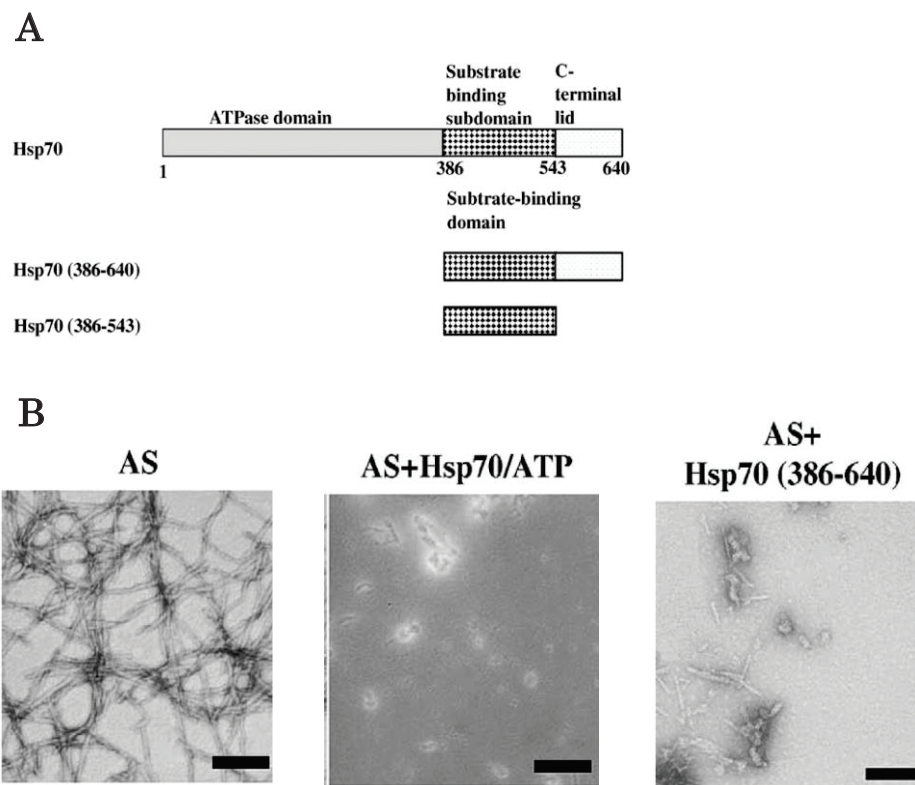 A
Substrate
binding
subdomain
C-
terminal
lid
ATPase domain
Hsp70
1
386
543
640
Subtrate-binding
domain
Hsp70 (386-640)
Hsp70 (386-543)
B
AS
AS+Hsp70/ATP
AS+
Hsp70 (386-640)